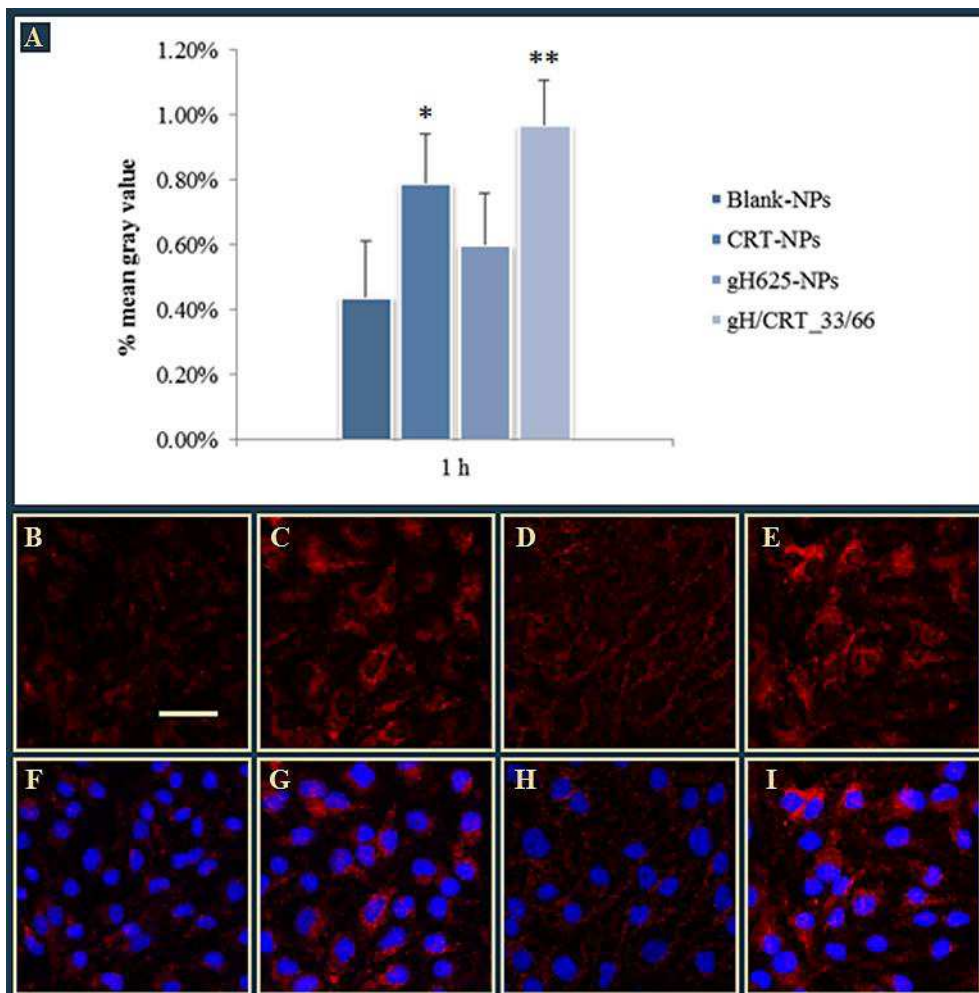 A
1.20%
1.00%
0.80%
0.60%
0.40%
0.20%
0.00%
% mean gray value
*
**
1 h
Blank-NPs
CRT-NPs
gH625-NPs
gH/CRT_33/66
B C D E
F G H I